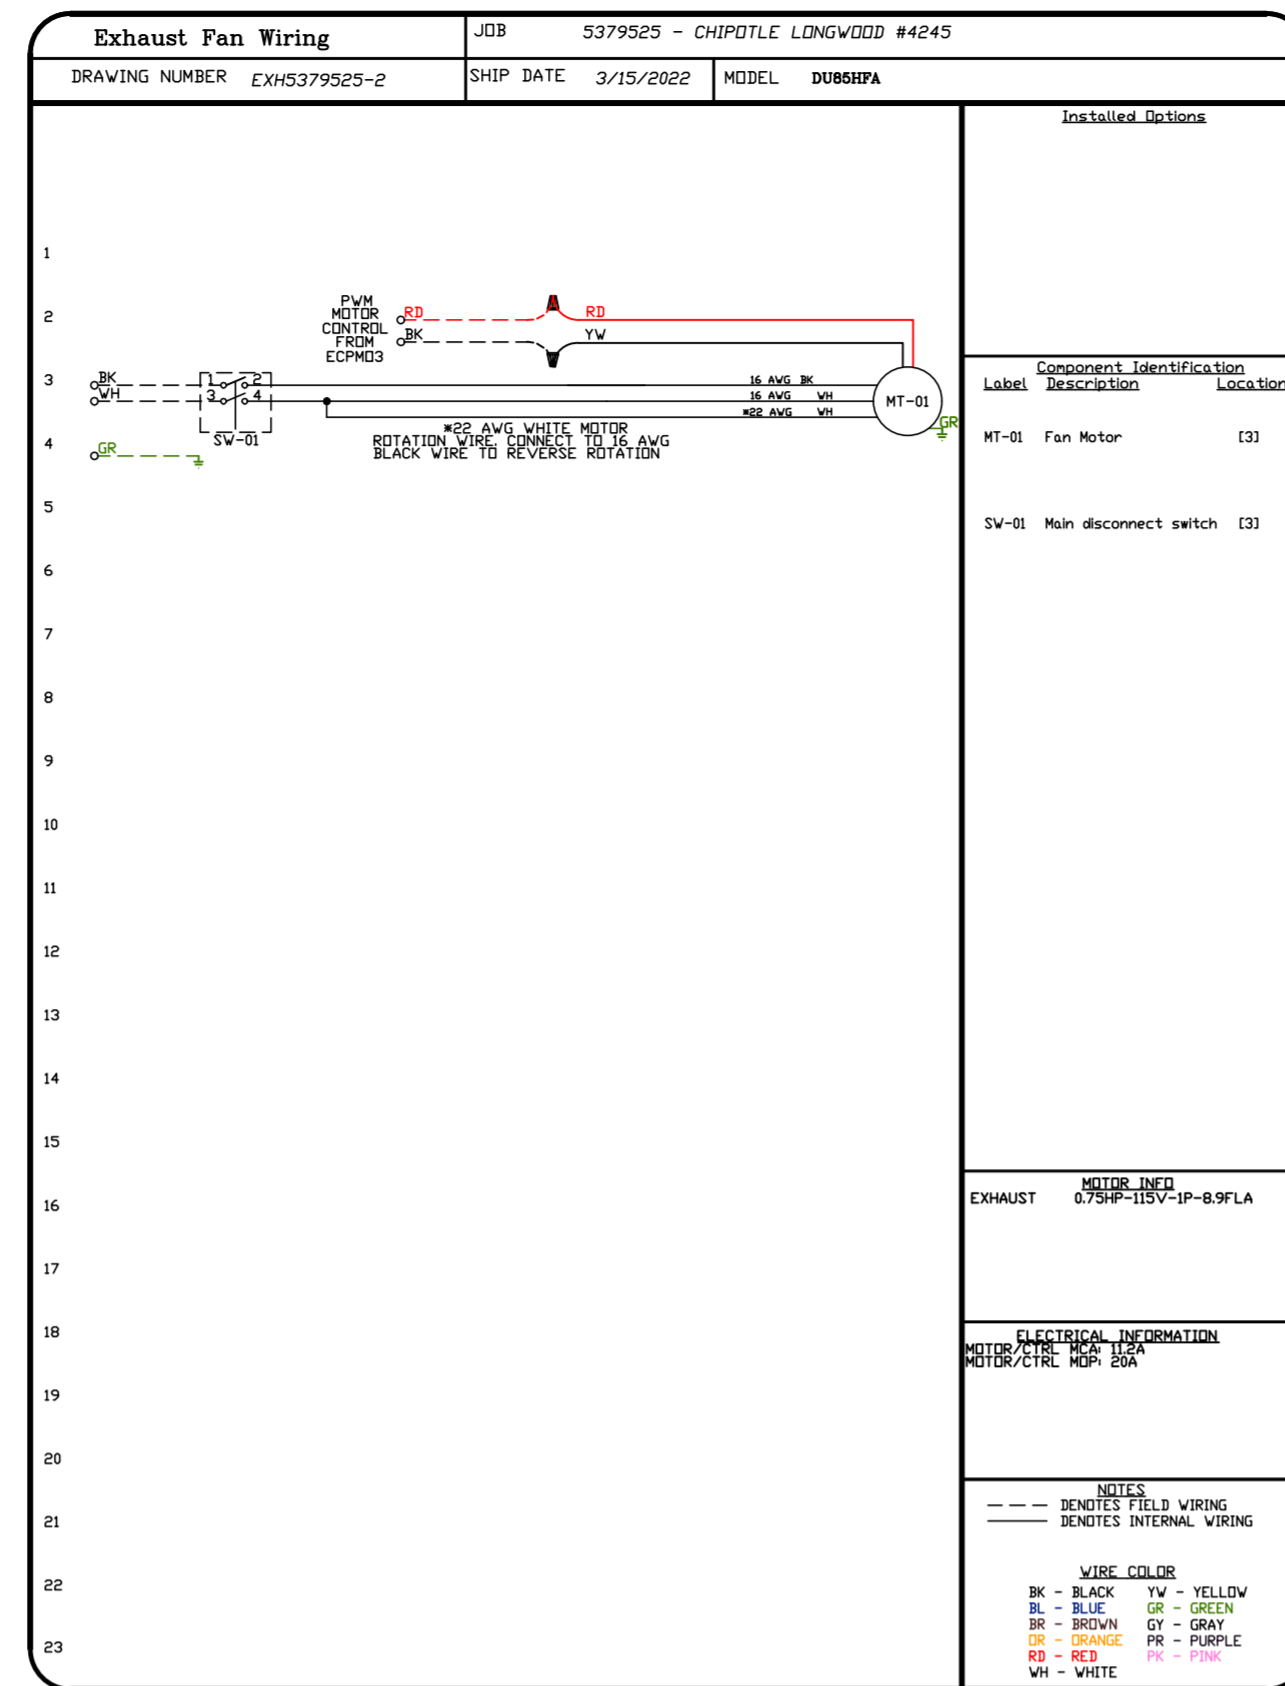 Exhaust Fan Wiring
JOB 5379525 - CHIPOTLE LONGWOOD #4245
DRAWING NUMBER EXH5379525-2
SHIP DATE 3/15/2022
MODEL DU85HFA
Installed Options
1
2
PWM
MOTOR
CONTROL
FROM
ECPM03
RD
BK
RD
YW
3
BK
WH
1 2
3 4
SW-01
16 AWG BK
16 AWG WH
*22 AWG WH
MT-01
GR
*22 AWG WHITE MOTOR
ROTATION WIRE. CONNECT TO 16 AWG
BLACK WIRE TO REVERSE ROTATION
4
GR
5
6
7
8
9
10
11
12
13
14
15
16
17
18
19
20
21
22
23
Component Identification
Label Description Location
MT-01 Fan Motor [3]
SW-01 Main disconnect switch [3]
MOTOR INFO
EXHAUST 0.75HP-115V-1P-8.9FLA
ELECTRICAL INFORMATION
MOTOR/CTRL MCA: 11.2A
MOTOR/CTRL MOP: 20A
NOTES
DENOTES FIELD WIRING
DENOTES INTERNAL WIRING
WIRE COLOR
BK - BLACK YW - YELLOW
BL - BLUE GR - GREEN
BR - BROWN GY - GRAY
OR - ORANGE PR - PURPLE
RD - RED PK - PINK
WH - WHITE